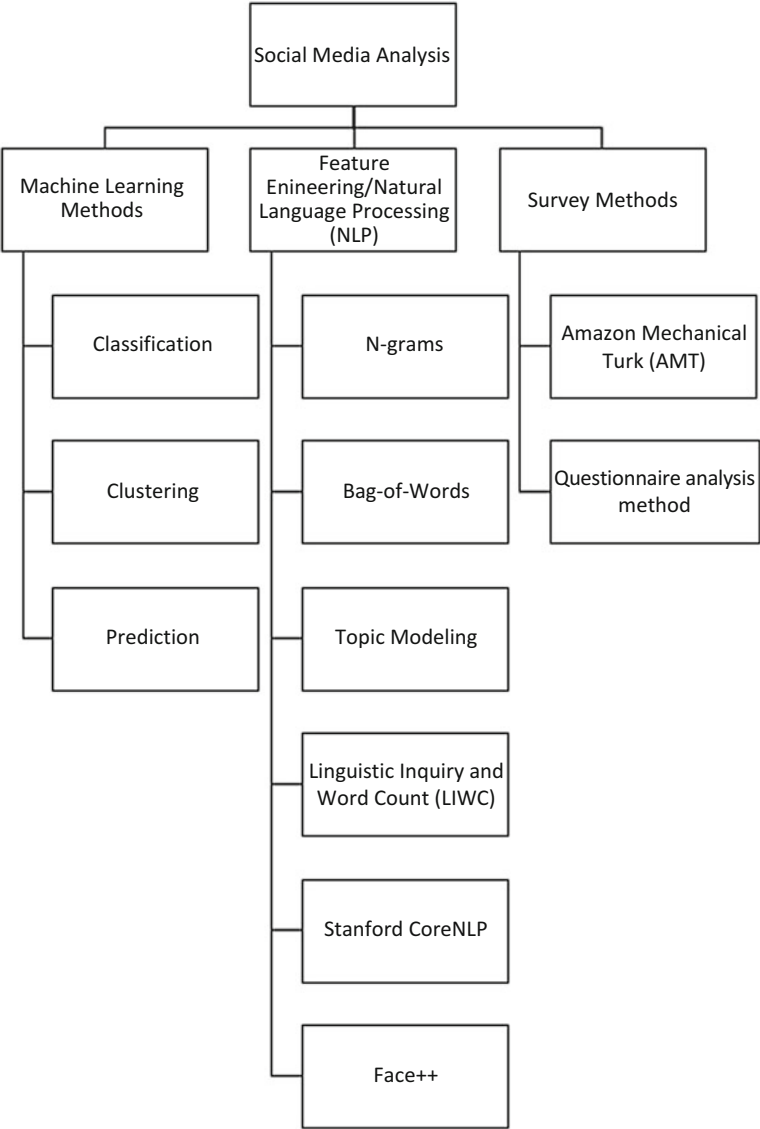 Social Media Analysis
Machine Learning
Methods
Feature
Enineering/Natural
Language Processing
(NLP)
Survey Methods
Classification
Clustering
Prediction
N-grams
Bag-of-Words
Topic Modeling
Linguistic Inquiry and
Word Count (LIWC)
Stanford CoreNLP
Face++
Amazon Mechanical
Turk (AMT)
Questionnaire analysis
method